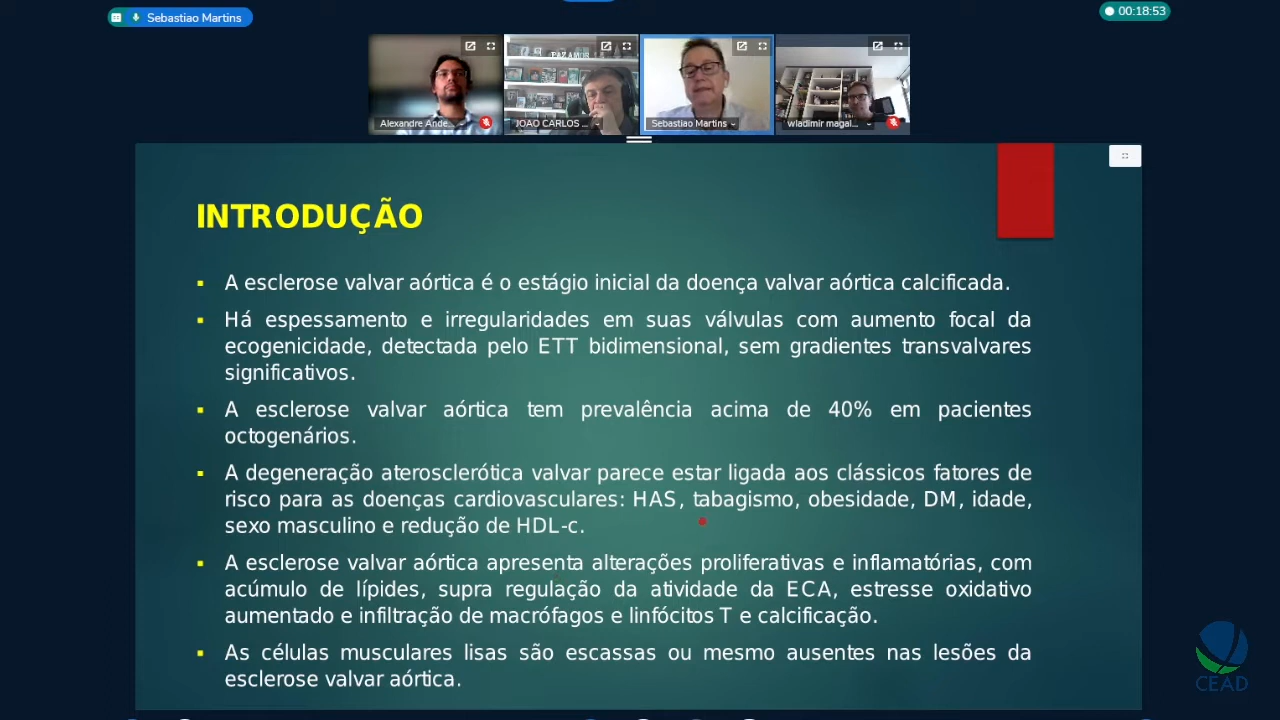 Sebastiao Martins
00:18:53
PAZ AMOR
Alexandre Ande...
JOAO CARLOS ...
Sebastiao Martins
wladimir magal...
INTRODUÇÃO
A esclerose valvar aórtica é o estágio inicial da doença valvar aórtica calcificada.
Há espessamento e irregularidades em suas válvulas com aumento focal da
ecogenicidade, detectada pelo ETT bidimensional, sem gradientes transvalvares
significativos.
A esclerose valvar aórtica tem prevalência acima de 40% em pacientes
octogenários.
A degeneração aterosclerótica valvar parece estar ligada aos clássicos fatores de
risco para as doenças cardiovasculares: HAS, tabagismo, obesidade, DM, idade,
sexo masculino e redução de HDL-c.
A esclerose valvar aórtica apresenta alterações proliferativas e inflamatórias, com
acúmulo de lípides, supra regulação da atividade da ECA, estresse oxidativo
aumentado e infiltração de macrófagos e linfócitos T e calcificação.
As células musculares lisas são escassas ou mesmo ausentes nas lesões da
esclerose valvar aórtica.
CEAD